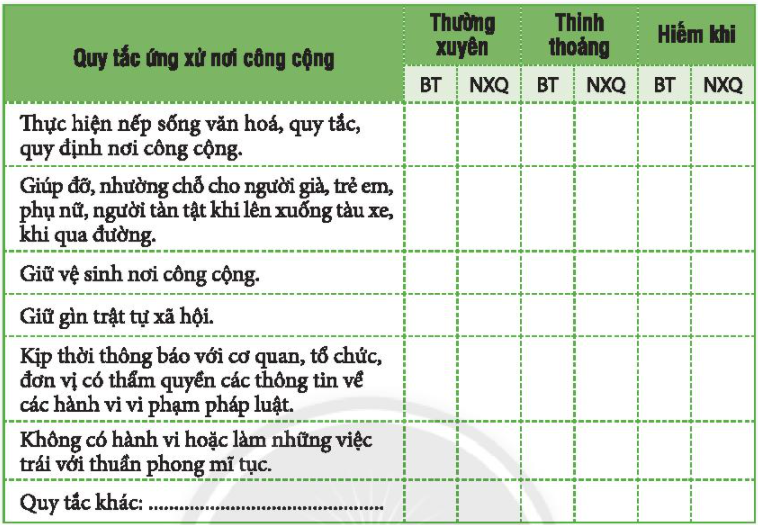 Quy tắc ứng xử nơi công cộng
Thường xuyên
Thỉnh thoảng
Hiếm khi
BT NXQ BT NXQ BT NXQ
Thực hiện nếp sống văn hoá, quy tắc,
quy định nơi công cộng.
Giúp đỡ, nhường chỗ cho người già, trẻ em,
phụ nữ, người tàn tật khi lên xuống tàu xe,
khi qua đường.
Giữ vệ sinh nơi công cộng.
Giữ gìn trật tự xã hội.
Kịp thời thông báo với cơ quan, tổ chức,
đơn vị có thẩm quyền các thông tin về
các hành vi vi phạm pháp luật.
Không có hành vi hoặc làm những việc
trái với thuần phong mĩ tục.
Quy tắc khác: ...............................................